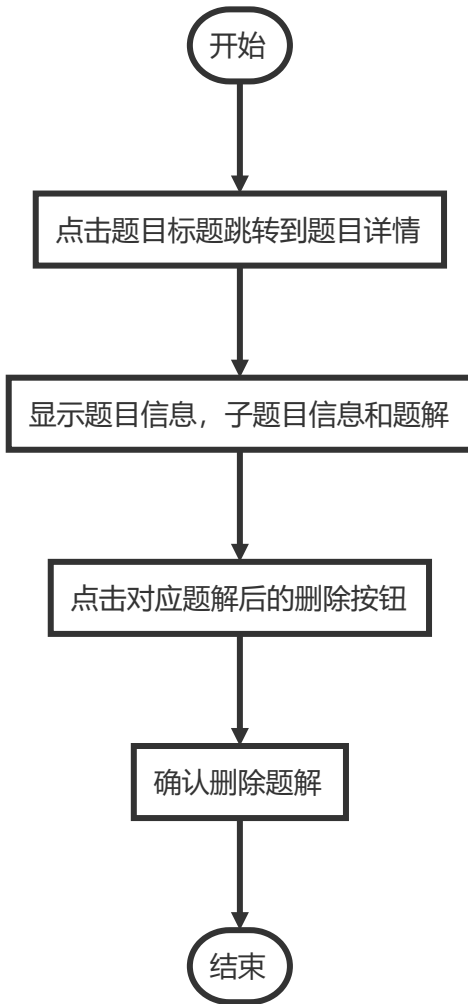 开始
点击题目标题跳转到题目详情
显示题目信息，子题目信息和题解
点击对应题解后的删除按钮
确认删除题解
结束